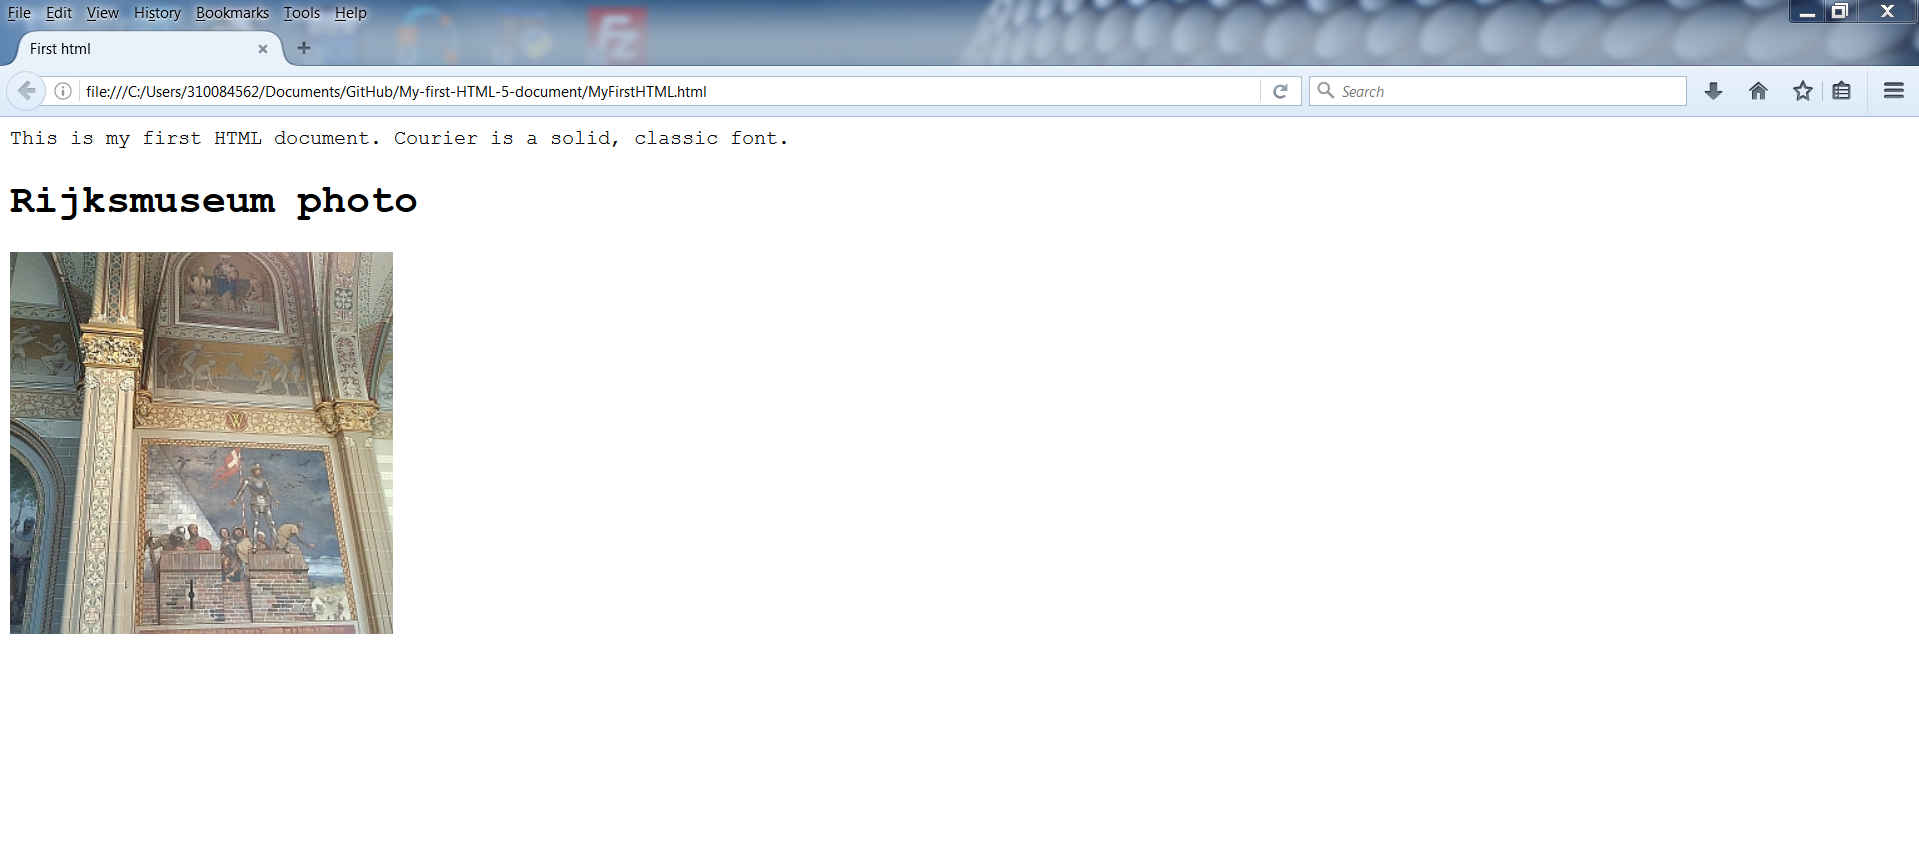 File Edit View History Bookmarks Tools Help
First html
file:///C:/Users/310084562/Documents/GitHub/My-first-HTML-5-document/MyFirstHTML.html
Search
This is my first HTML document. Courier is a solid, classic font.
Rijksmuseum photo
W
FZ